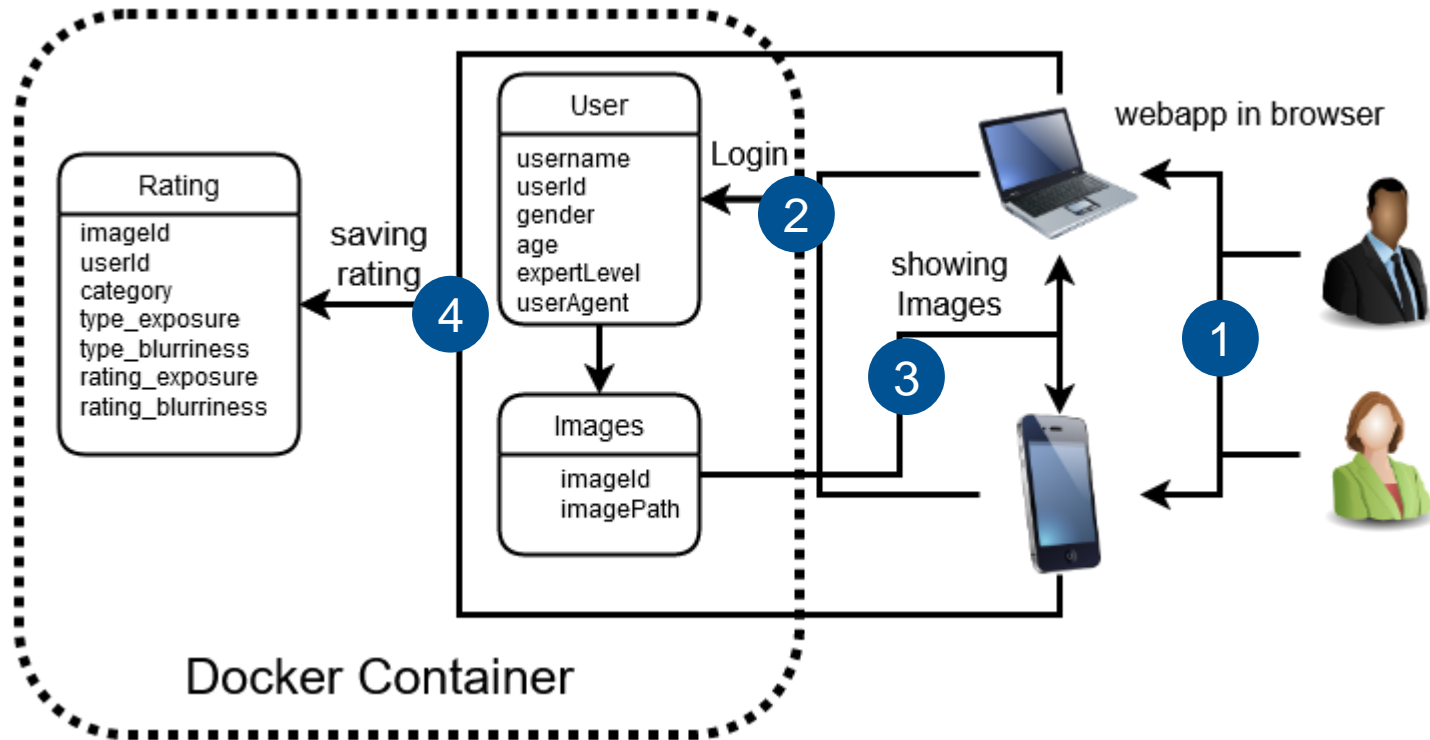 User
username
userId
gender
age
expertLevel
userAgent
Login
2
webapp in browser
Rating
imageId
userId
category
type_exposure
type_blurriness
rating_exposure
rating_blurriness
saving
rating
4
showing
Images
3
1
Images
imageId
imagePath
Docker Container